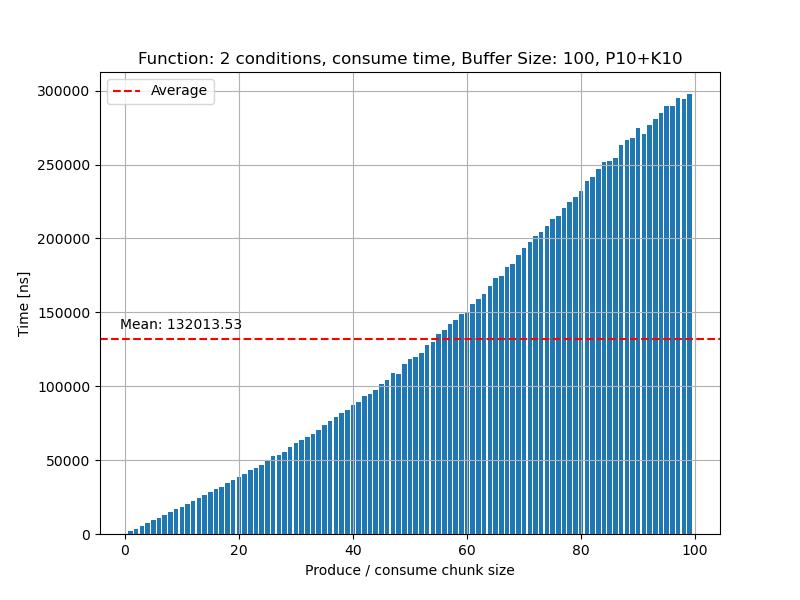 Function: 2 conditions, consume time, Buffer Size: 100, P10+K10
300000
Average
250000
200000
150000
Mean: 132013.53
100000
50000
0
Time [ns]
0 20 40 60 80 100
Produce / consume chunk size